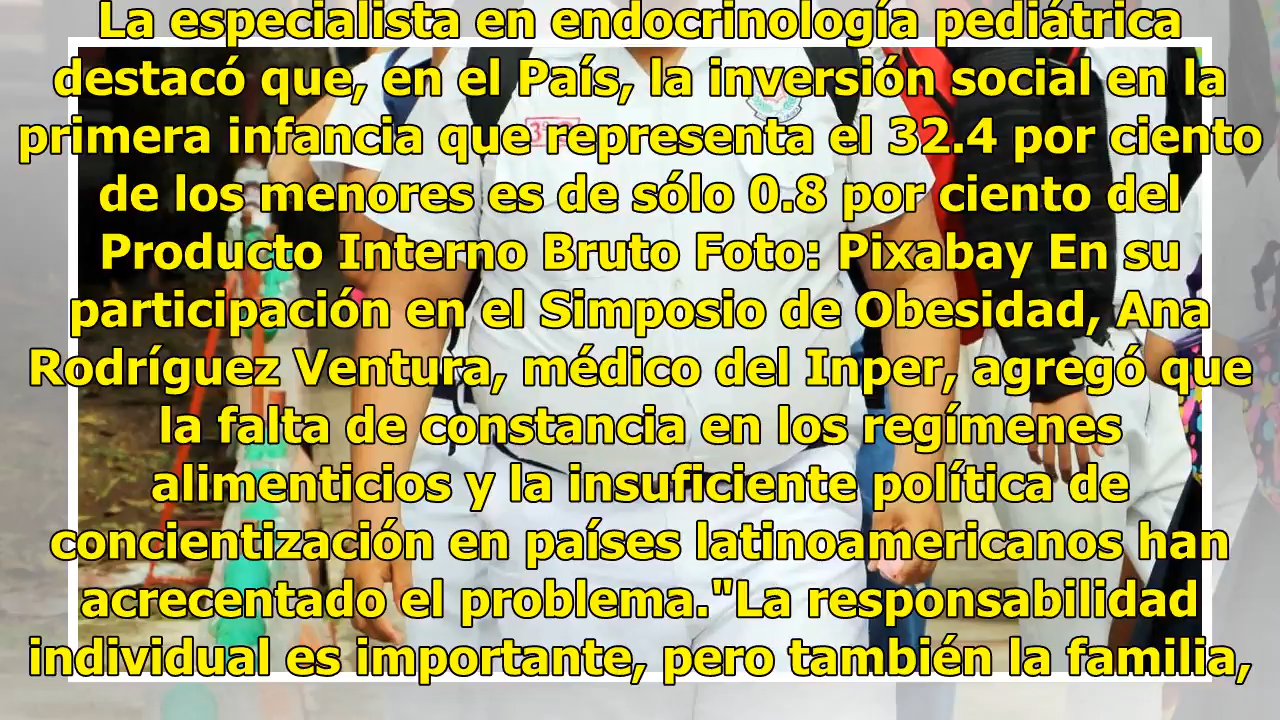 La especialista en endocrinología pediátrica
destacó que, en el País, la inversión social en la
primera infancia que representa el 32.4 por ciento
de los menores es de sólo 0.8 por ciento del
Producto Interno Bruto Foto: Pixabay En su
participación en el Simposio de Obesidad, Ana
Rodríguez Ventura, médico del Inper, agregó que
la falta de constancia en los regímenes
alimenticios y la insuficiente política de
concientización en países latinoamericanos han
acrecentado el problema."La responsabilidad
individual es importante, pero también la familia,